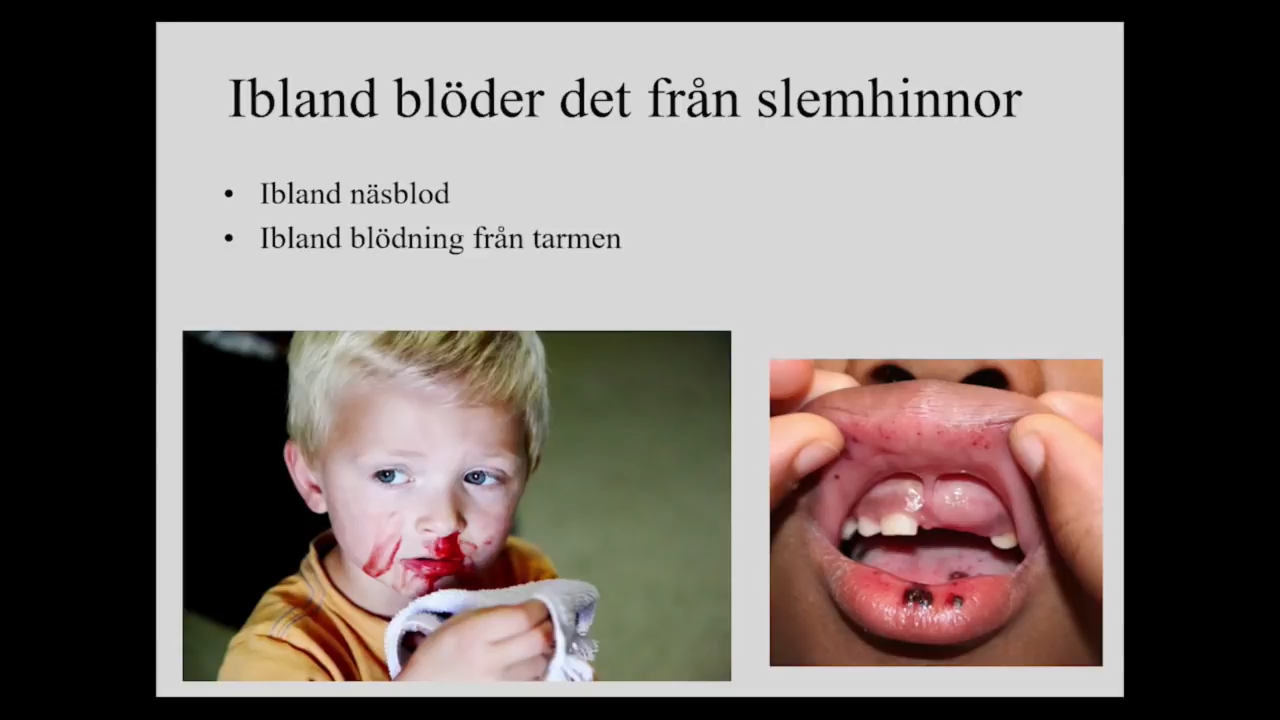 Ibland blöder det från slemhinnor
• Ibland näsblod
• Ibland blödning från tarmen